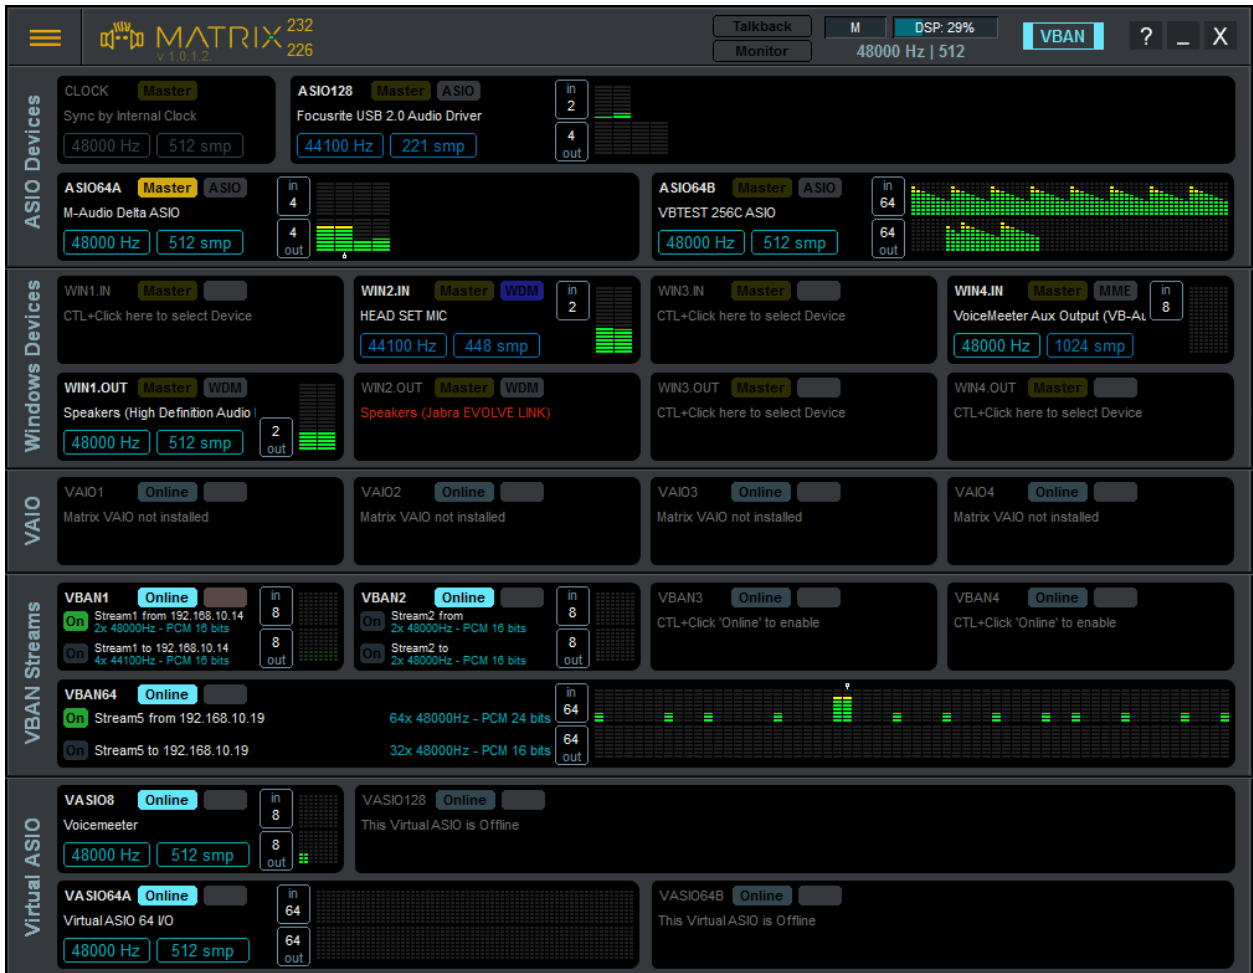 MATRIX 232
226
v 1.0.1.2.
Talkback
Monitor
M DSP: 29%
48000 Hz | 512
VBAN
? _ X
ASIO Devices
CLOCK Master
Sync by Internal Clock
48000 Hz 512 smp
ASIO128 Master ASIO
Focusrite USB 2.0 Audio Driver
44100 Hz 221 smp
in
2
4
out
ASIO64A Master ASIO
M-Audio Delta ASIO
48000 Hz 512 smp
in
4
4
out
ASIO64B Master ASIO
VBTEST 256C ASIO
48000 Hz 512 smp
in
64
64
out
Windows Devices
WIN1.IN Master
CTL+Click here to select Device
WIN2.IN Master WDM
HEAD SET MIC
44100 Hz 448 smp
in
2
WIN3.IN Master
CTL+Click here to select Device
WIN4.IN Master MME
VoiceMeeter Aux Output (VB-Au
48000 Hz 1024 smp
in
8
WIN1.OUT Master WDM
Speakers (High Definition Audio
48000 Hz 512 smp
2
out
WIN2.OUT Master WDM
Speakers (Jabra EVOLVE LINK)
WIN3.OUT Master
CTL+Click here to select Device
WIN4.OUT Master
CTL+Click here to select Device
VAIO
VAIO1 Online
Matrix VAIO not installed
VAIO2 Online
Matrix VAIO not installed
VAIO3 Online
Matrix VAIO not installed
VAIO4 Online
Matrix VAIO not installed
VBAN Streams
VBAN1 Online
On Stream1 from 192.168.10.14
2x 48000Hz - PCM 16 bits
On Stream1 to 192.168.10.14
4x 44100Hz - PCM 16 bits
in
8
8
out
VBAN2 Online
On Stream2 from
2x 48000Hz - PCM 16 bits
On Stream2 to
2x 48000Hz - PCM 16 bits
in
8
8
out
VBAN3 Online
CTL+Click 'Online' to enable
VBAN4 Online
CTL+Click 'Online' to enable
VBAN64 Online
On Stream5 from 192.168.10.19 64x 48000Hz - PCM 24 bits
On Stream5 to 192.168.10.19 32x 48000Hz - PCM 16 bits
in
64
64
out
Virtual ASIO
VASIO8 Online
Voicemeeter
48000 Hz 512 smp
in
8
8
out
VASIO128 Online
This Virtual ASIO is Offline
VASIO64A Online
Virtual ASIO 64 I/O
48000 Hz 512 smp
in
64
64
out
VASIO64B Online
This Virtual ASIO is Offline